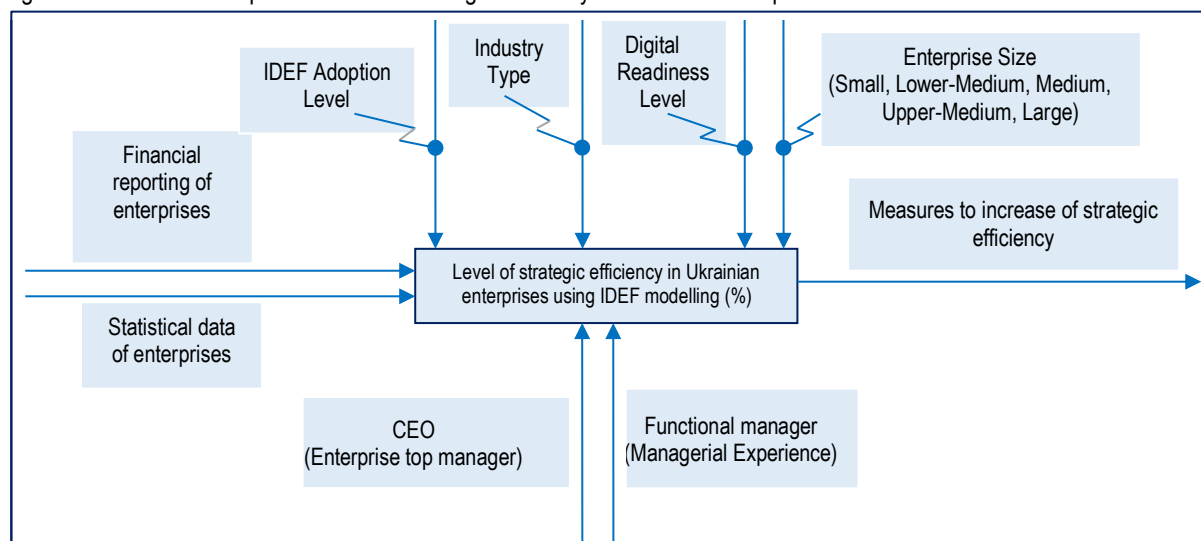 IDEF Adoption
Level
Industry
Type
Digital
Readiness
Level
Enterprise Size
(Small, Lower-Medium, Medium,
Upper-Medium, Large)
Financial
reporting of
enterprises
Measures to increase of strategic
efficiency
Level of strategic efficiency in Ukrainian
enterprises using IDEF modelling (%)
Statistical data
of enterprises
CEO
(Enterprise top manager)
Functional manager
(Managerial Experience)